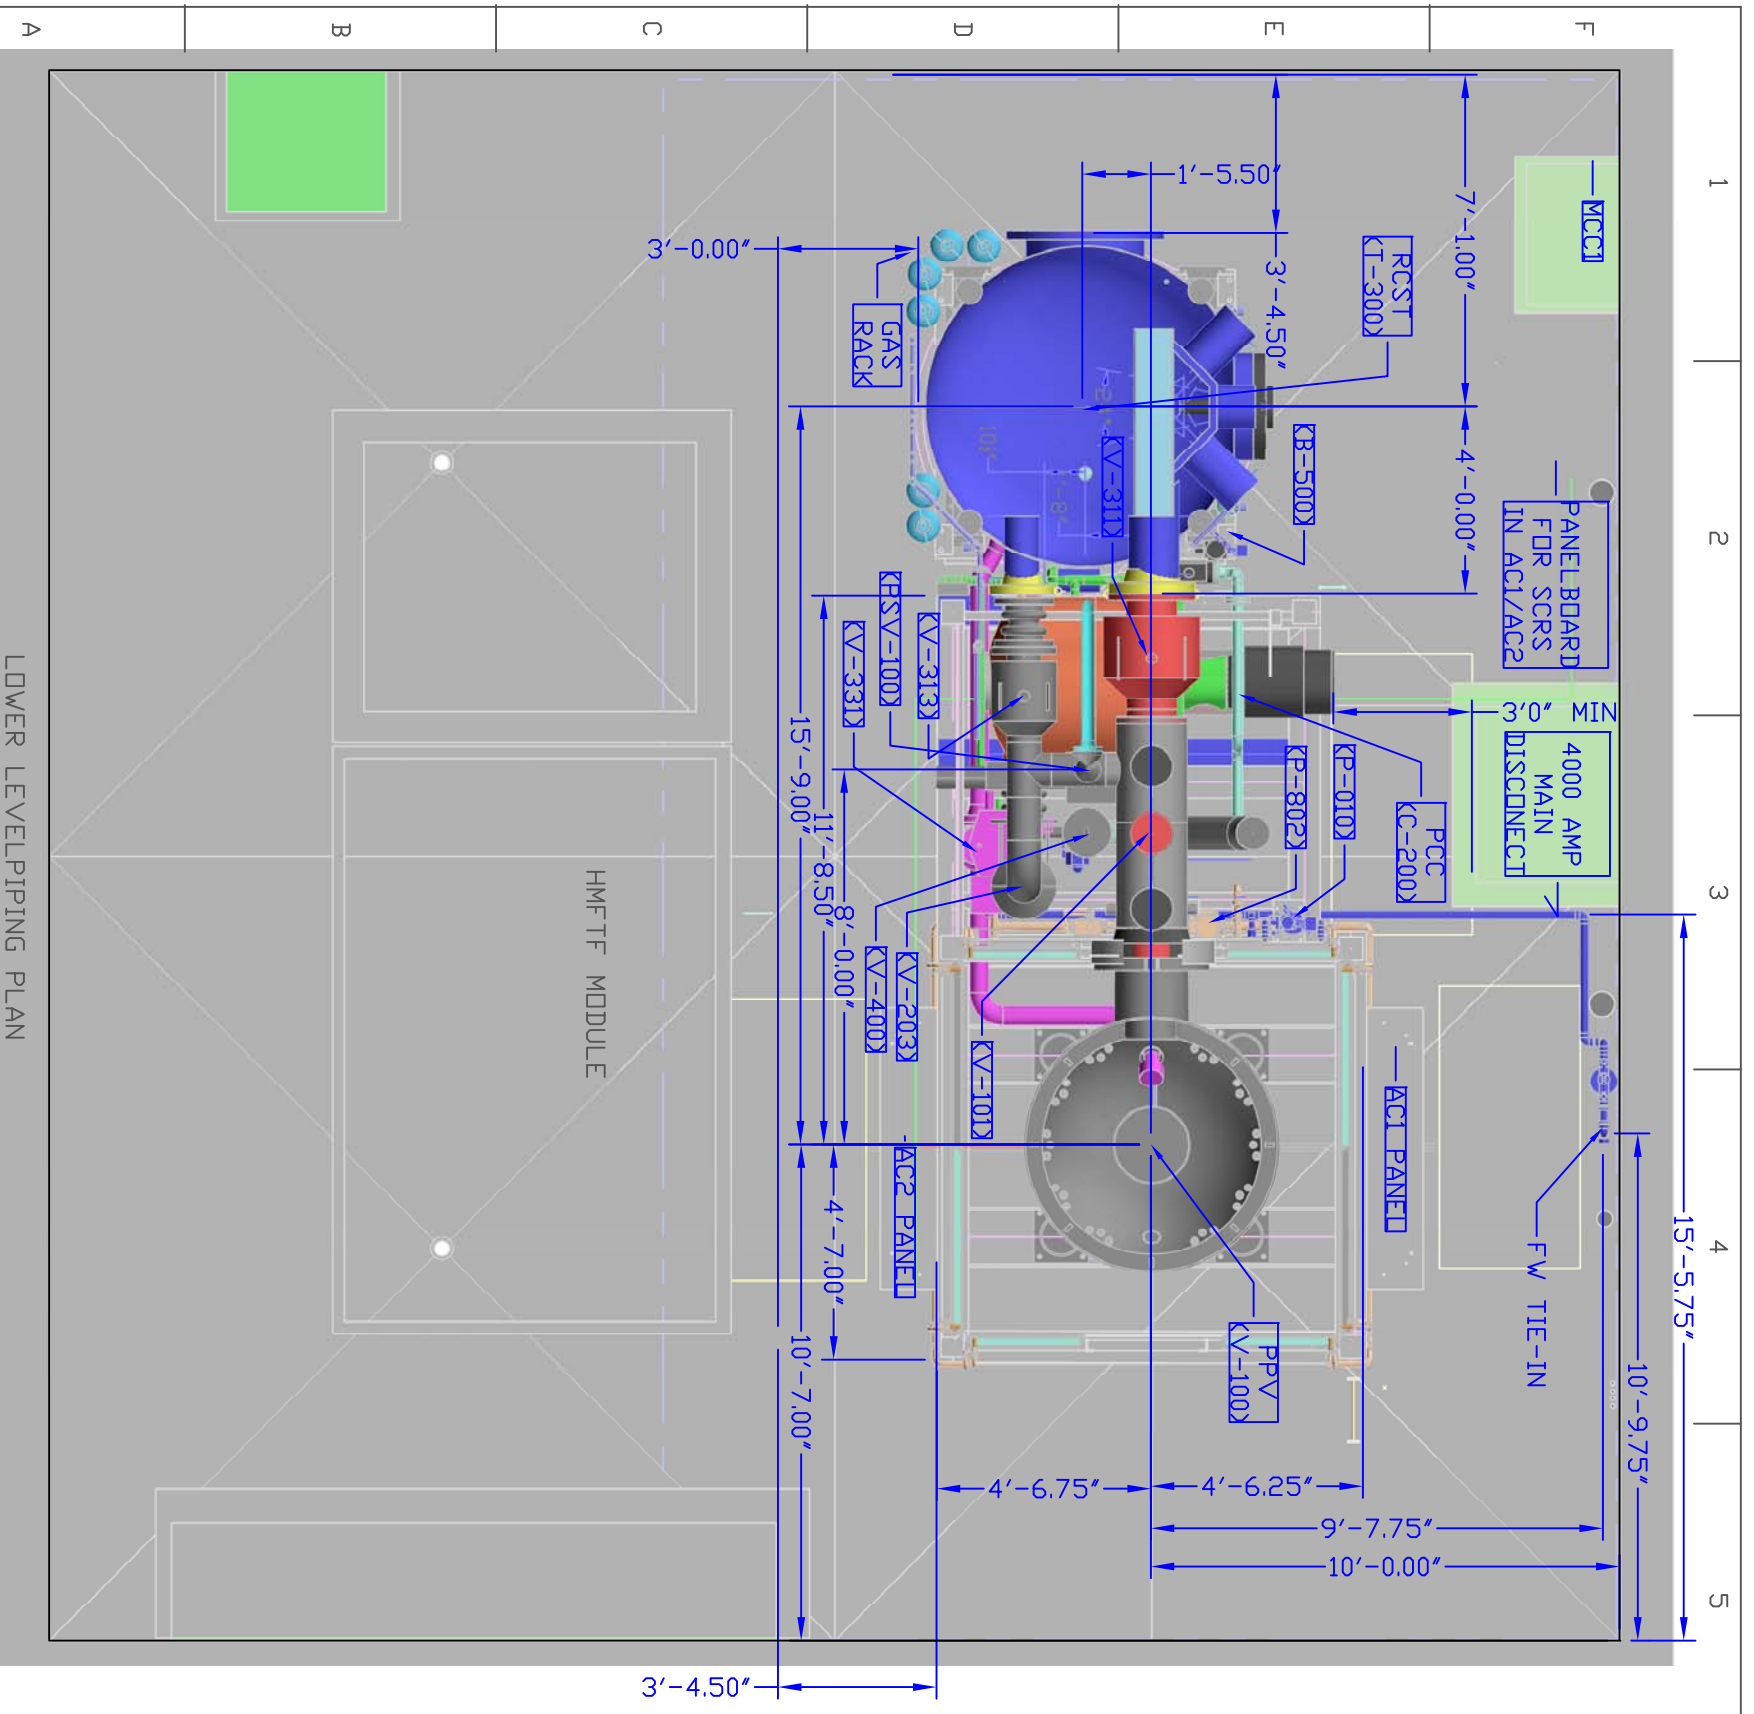 A
B
C
D
E
F
1
2
3
4
5
MCC1
7'-1.00"
1'-5.50"
3'-4.50"
3'-0.00"
RCST
(T-300)
GAS
RACK
(B-500)
4'-0.00"
(V-311)
PANELBOARD
FOR SCRS
IN AC1/AC2
(PSV-100)
(V-313)
(V-331)
3'0" MIN
4000 AMP
MAIN
DISCONECT
PCC
(C-200)
(P-010)
(P-802)
15'-9.00"
11'-8.50"
8'-0.00"
(V-400)
(V-203)
(V-101)
AC1 PANEL
AC2 PANEL
HMFTF MODULE
4'-7.00"
10'-7.00"
PPV
(V-100)
FW TIE-IN
15'-5.75"
10'-9.75"
4'-6.75"
4'-6.25"
9'-7.75"
10'-0.00"
3'-4.50"
LOWER LEVELPIPING PLAN